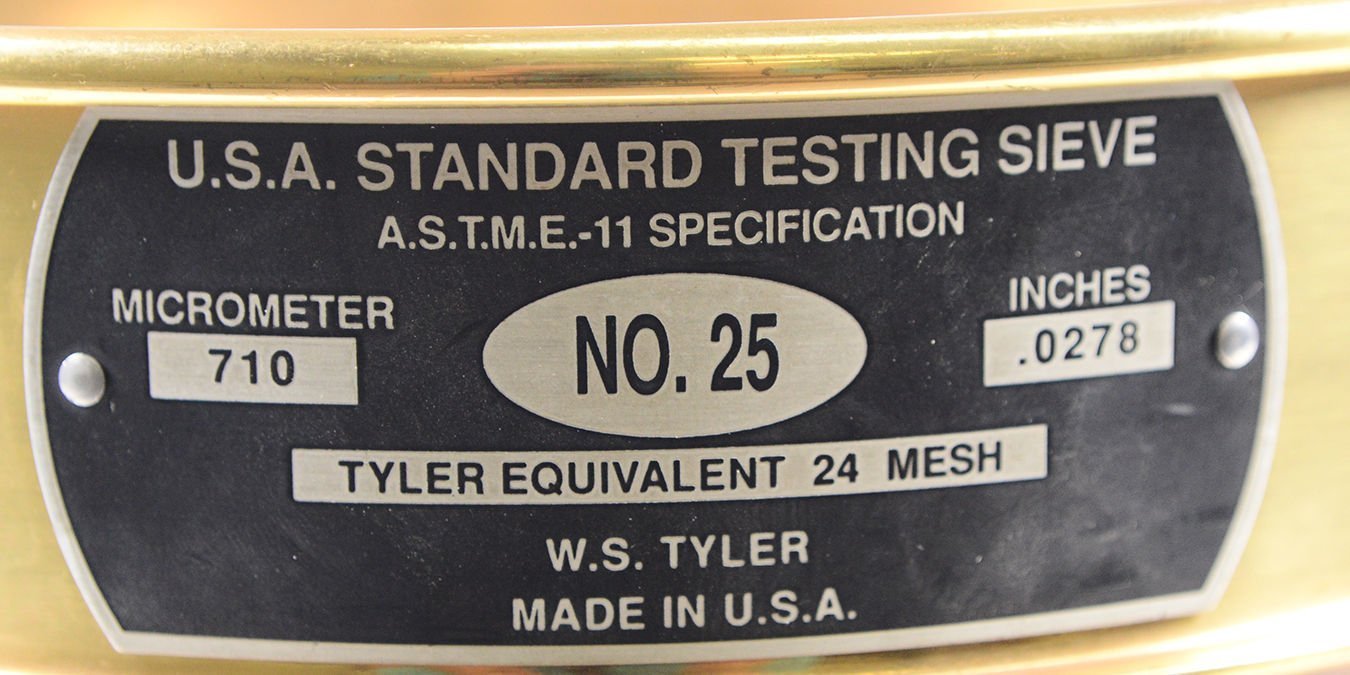 U.S.A. STANDARD TESTING SIEVE
A.S.T.M.E.-11 SPECIFICATION
MICROMETER
710
NO. 25
INCHES
.0278
TYLER EQUIVALENT 24 MESH
W.S. TYLER
MADE IN U.S.A.